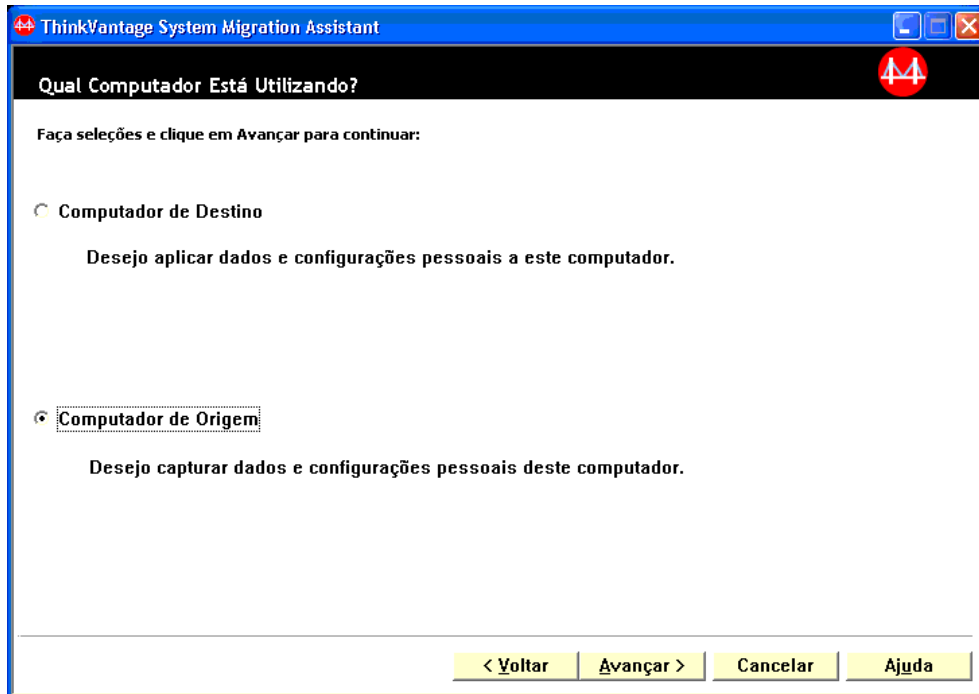 ThinkVantage System Migration Assistant
Qual Computador Está Utilizando?
Faça seleções e clique em Avançar para continuar:
Computador de Destino
Desejo aplicar dados e configurações pessoais a este computador.
Computador de Origem
Desejo capturar dados e configurações pessoais deste computador.
< Voltar Avançar > Cancelar Ajuda